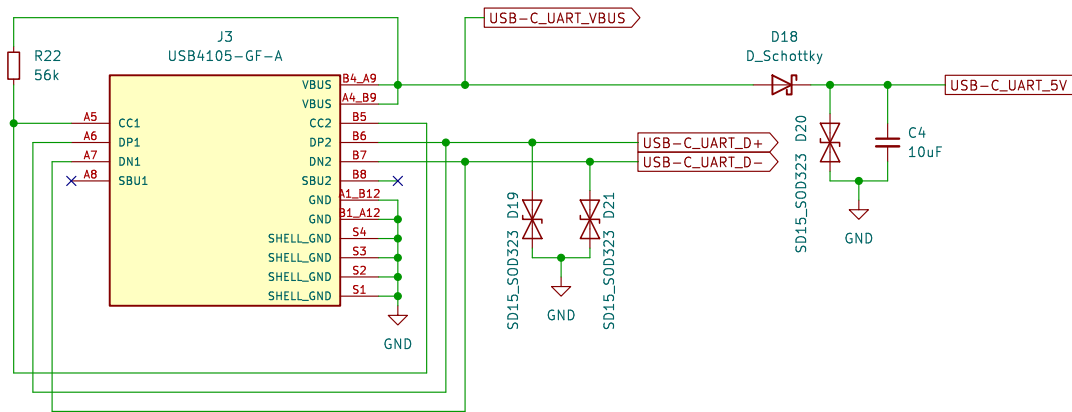 USB-C_UART_VBUS
J3
USB4105-GF-A
D18
D_Schottky
R22
56k
VBUS B4_A9
VBUS A4_B9
USB-C_UART_5V
A5 CC1
CC2 B5
A6 DP1
DP2 B6
USB-C_UART_D+
A7 DN1
DN2 B7
USB-C_UART_D-
A8 SBU1
SBU2 B8
GND A1_B12
GND B1_A12
SHELL_GND S4
SHELL_GND S3
SHELL_GND S2
SHELL_GND S1
GND
SD15_SOD323 D19
SD15_SOD323 D21
GND
SD15_SOD323 D20
C4
10uF
GND